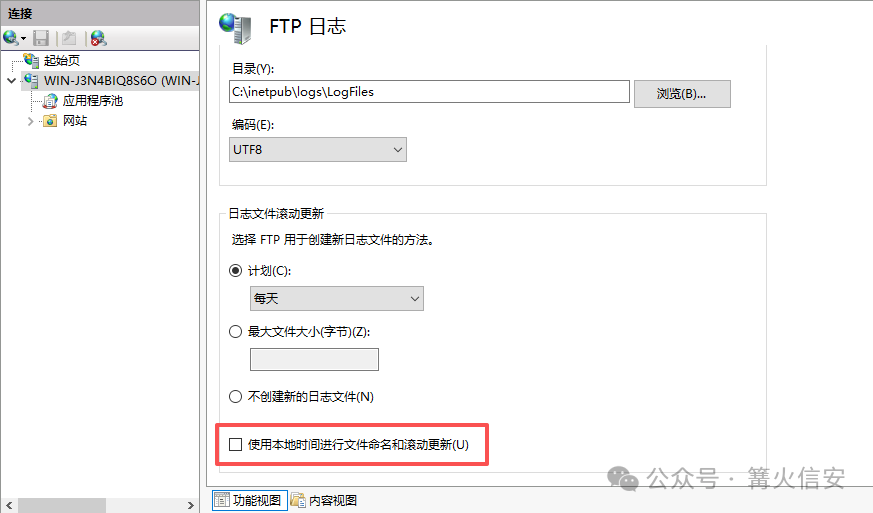 连接
起始页
WIN-J3N4BIQ8S6O (WIN-J
应用程序池
网站
FTP 日志
目录(Y):
C:\inetpub\logs\LogFiles
浏览(B)...
编码(E):
UTF8
日志文件滚动更新
选择 FTP 用于创建新日志文件的方法。
计划(C):
每天
最大文件大小(字节)(Z):
不创建新的日志文件(N)
使用本地时间进行文件命名和滚动更新(U)
功能视图
内容视图
公众号 · 篝火信安